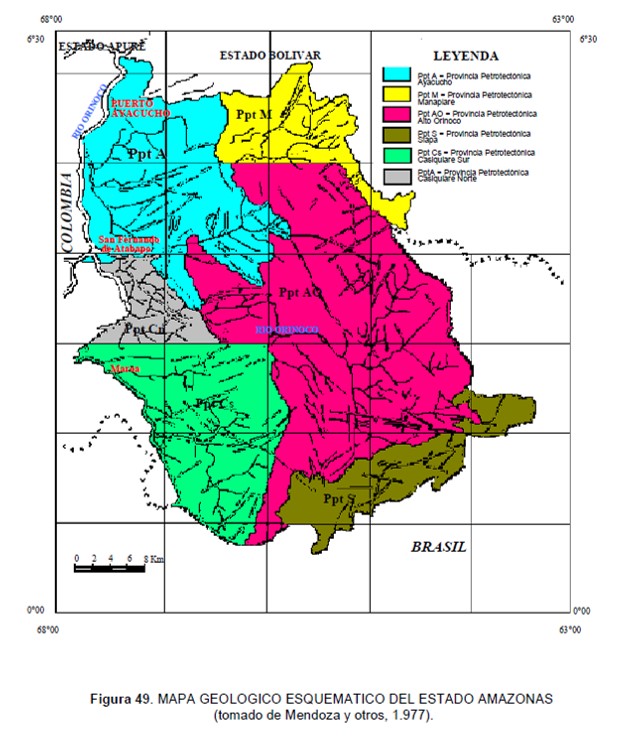 68°00
63°00
6°30
6°30
ESTADO APURE
ESTADO BOLIVAR
LEYENDA
Ppt A = Provincia Petrotectónica
Ayacucho
Ppt M = Provincia Petrotectónica
Manapiare
Ppt AO = Provincia Petrotectónica
Alto Orinoco
Ppt S = Provincia Petrotectónica
Siapa
Ppt Cs = Provincia Petrotectónica
Casiquiare Sur
PptA = Provincia Petrotectónica
Casiquiare Norte
RIO ORINOCO
PUERTO
AYACUCHO
Ppt M
Ppt A
COLOMBIA
San Fernando
de Atabapo
Ppt AO
Ppt Cn
RIO ORINOCO
Maroa
Ppt S
BRASIL
0 2 4 6 8 Km
0°00
0°00
68°00
63°00
Figura 49. MAPA GEOLOGICO ESQUEMATICO DEL ESTADO AMAZONAS
(tomado de Mendoza y otros, 1.977).